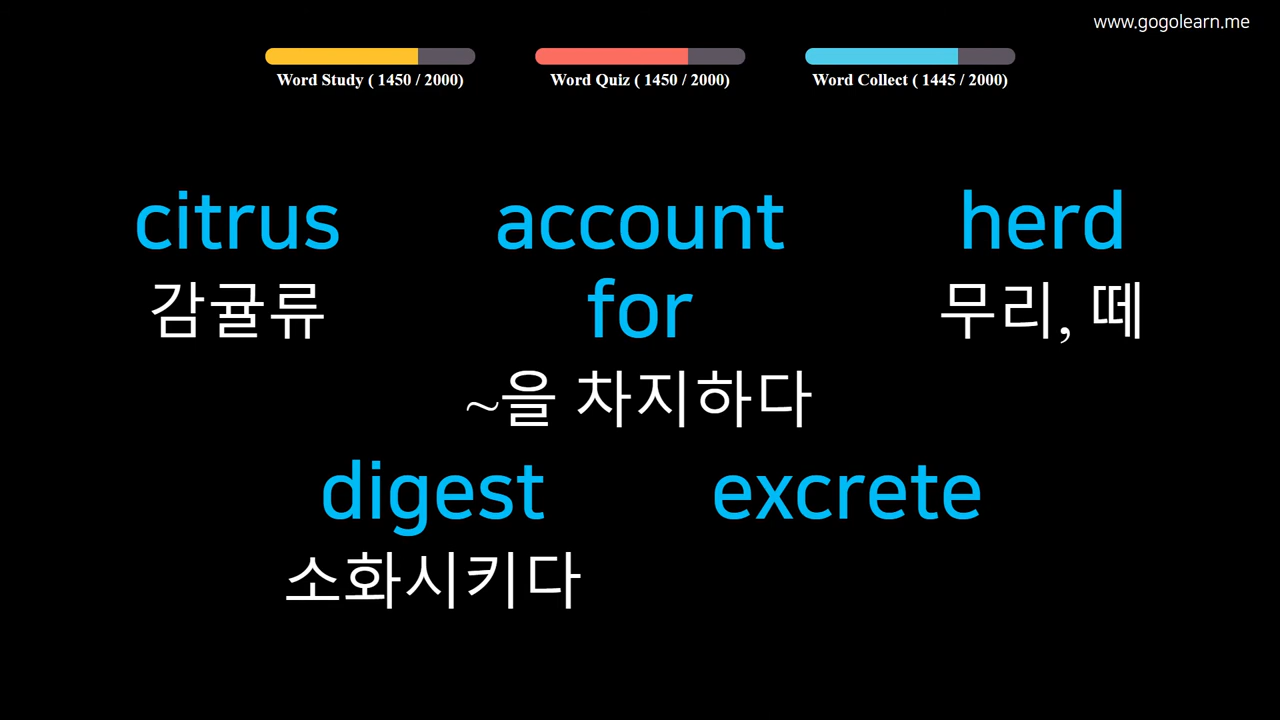 www.gogolearn.me
Word Study ( 1450 / 2000)
Word Quiz ( 1450 / 2000)
Word Collect ( 1445 / 2000)
citrus
감귤류
account
for
~을 차지하다
herd
무리, 떼
digest
소화시키다
excrete